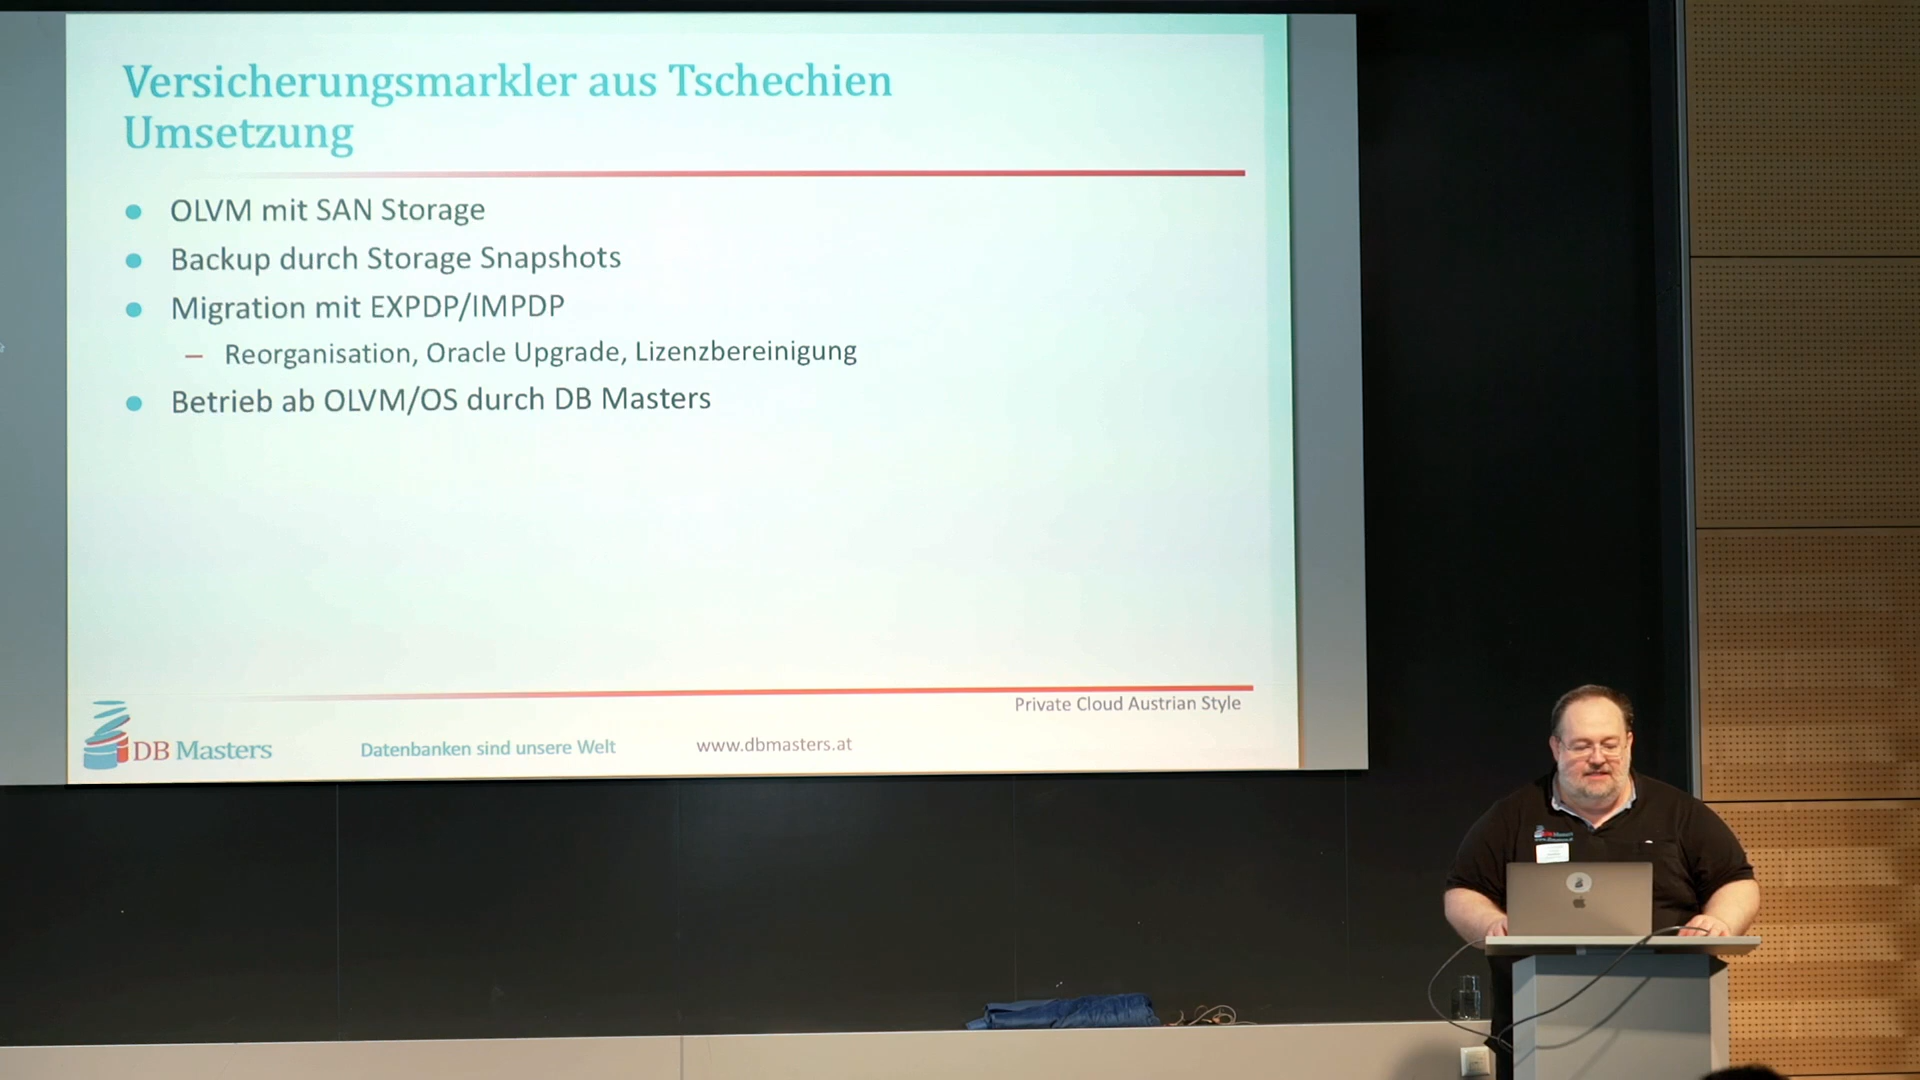 Versicherungsmarkler aus Tschechien
Umsetzung
OLVM mit SAN Storage
Backup durch Storage Snapshots
Migration mit EXPDP/IMPDP
– Reorganisation, Oracle Upgrade, Lizenzbereinigung
Betrieb ab OLVM/OS durch DB Masters
Private Cloud Austrian Style
DB Masters
Datenbanken sind unsere Welt
www.dbmasters.at